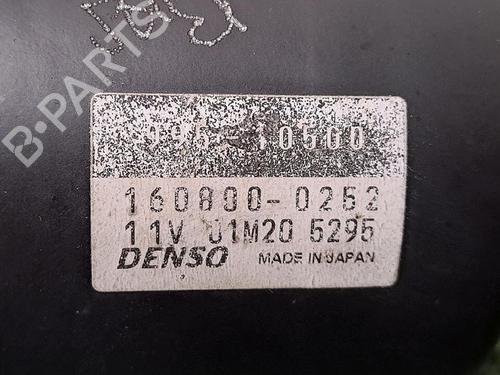 B-PARTS
160800-0252
11V 01M20 5295
DENSO MADE IN JAPAN